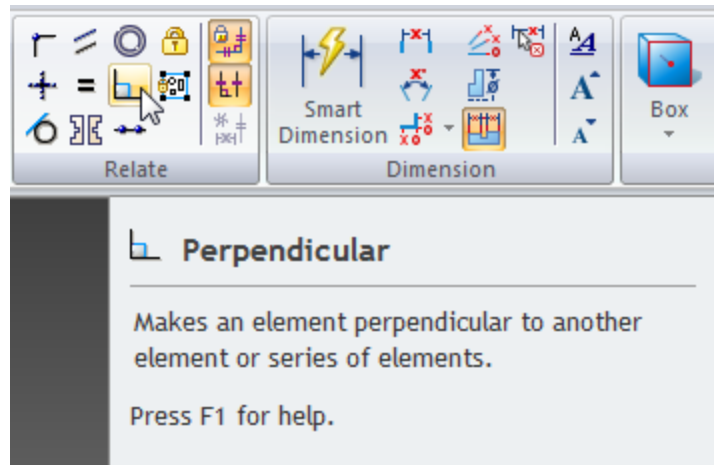 Smart
Dimension
Box
Relate
Dimension
Perpendicular
Makes an element perpendicular to another
element or series of elements.
Press F1 for help.